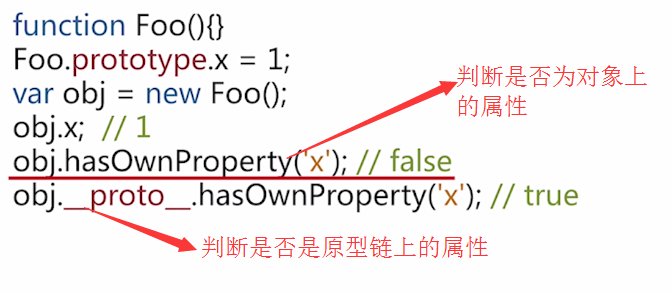 function Foo(){}
Foo.prototype.x = 1;
var obj = new Foo();
obj.x;  // 1
obj.hasOwnProperty('x'); // false
obj.__proto__.hasOwnProperty('x'); // true
判断是否为对象上
的属性
判断是否是原型链上的属性